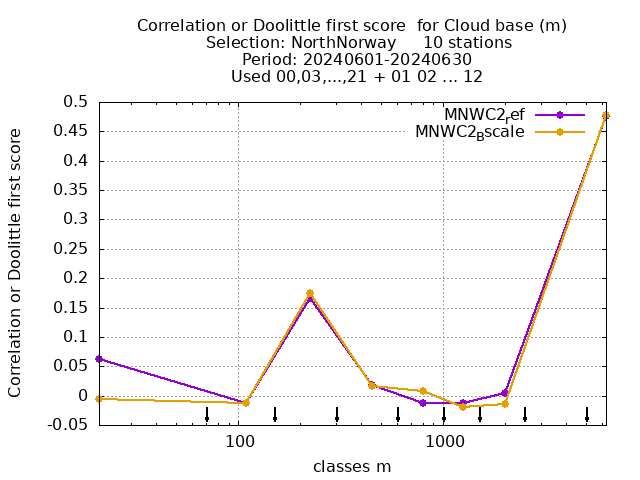 Correlation or Doolittle first score  for Cloud base (m)
Selection: NorthNorway     10 stations
Period: 20240601-20240630
Used 00,03,...,21 + 01 02 ... 12
MNWC2_ref
MNWC2_Bscale
0.5
0.45
0.4
0.35
0.3
0.25
0.2
0.15
0.1
0.05
0
-0.05
Correlation or Doolittle first score
100
1000
classes m